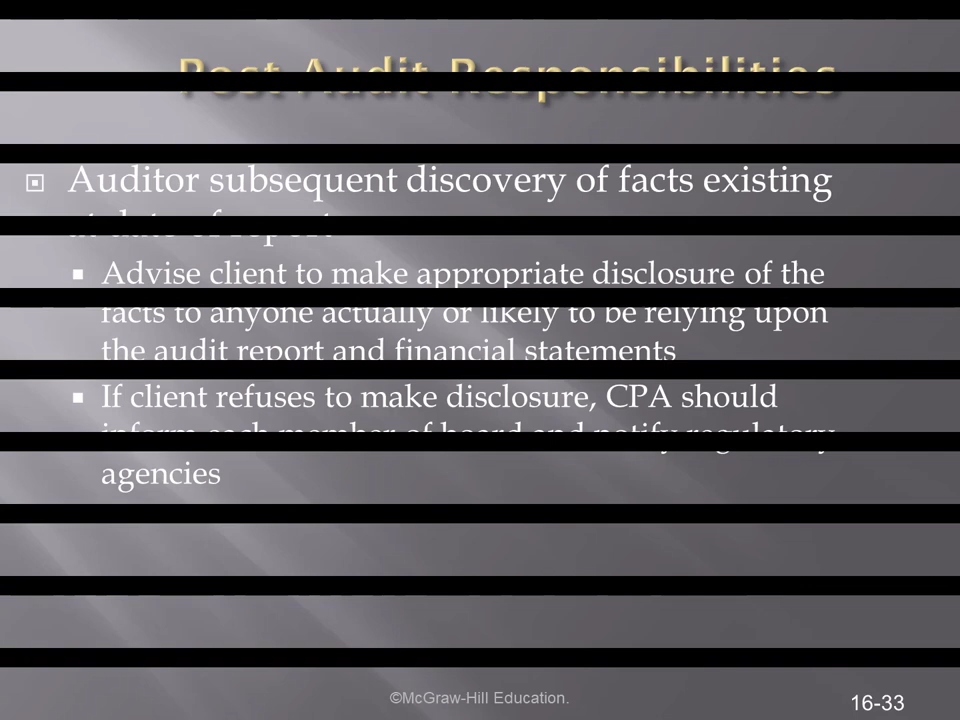 Post Audit Responsibilities
Auditor subsequent discovery of facts existing
at date of report
Advise client to make appropriate disclosure of the
facts to anyone actually or likely to be relying upon
the audit report and financial statements
If client refuses to make disclosure, CPA should
inform each member of board and notify regulatory
agencies
©McGraw-Hill Education.
16-33